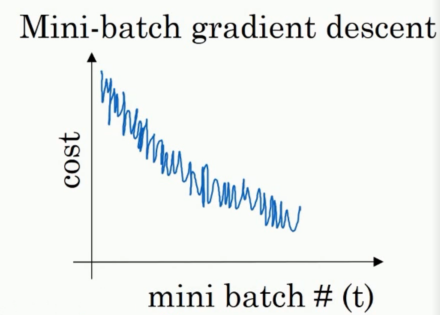 Mini-batch gradient descent
cost
mini batch # (t)